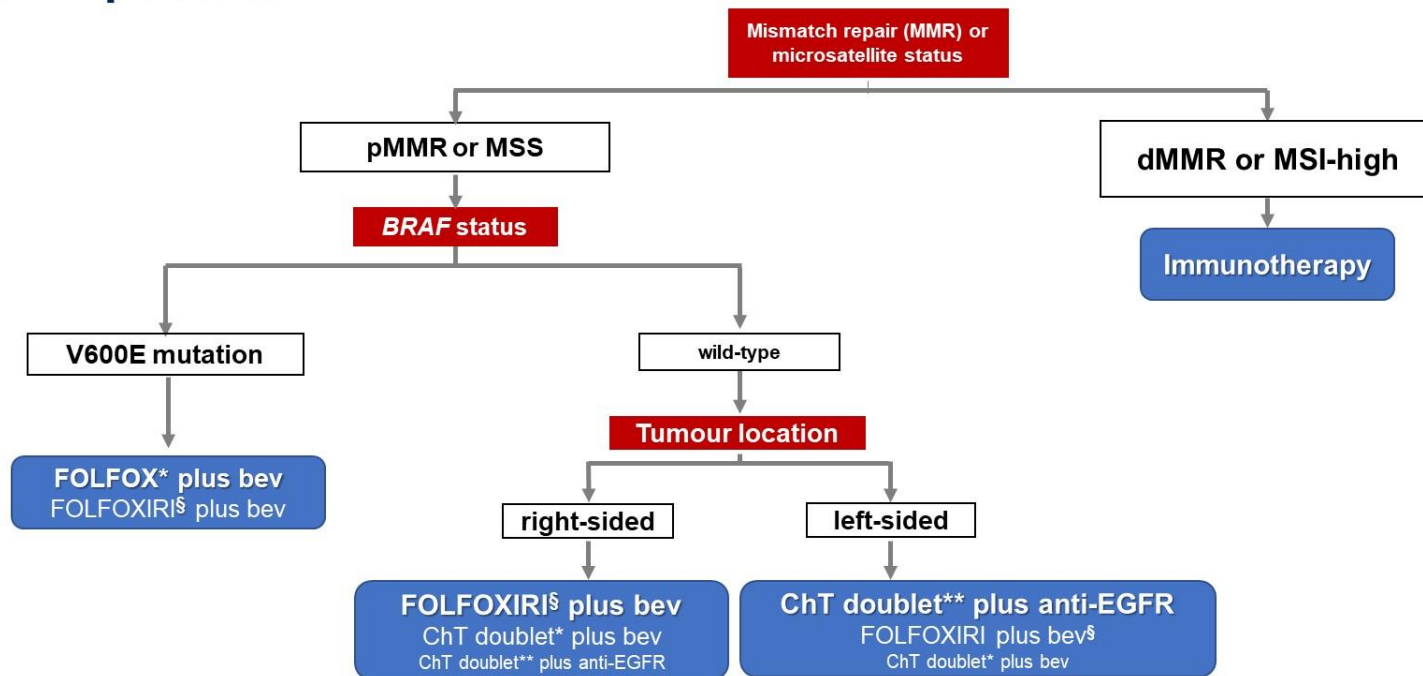 Mismatch repair (MMR) or
microsatellite status
pMMR or MSS
dMMR or MSI-high
BRAF status
Immunotherapy
V600E mutation
wild-type
Tumour location
FOLFOX* plus bev
FOLFOXIRI§ plus bev
right-sided
left-sided
FOLFOXIRI§ plus bev
ChT doublet* plus bev
ChT doublet** plus anti-EGFR
ChT doublet** plus anti-EGFR
FOLFOXIRI plus bev§
ChT doublet* plus bev